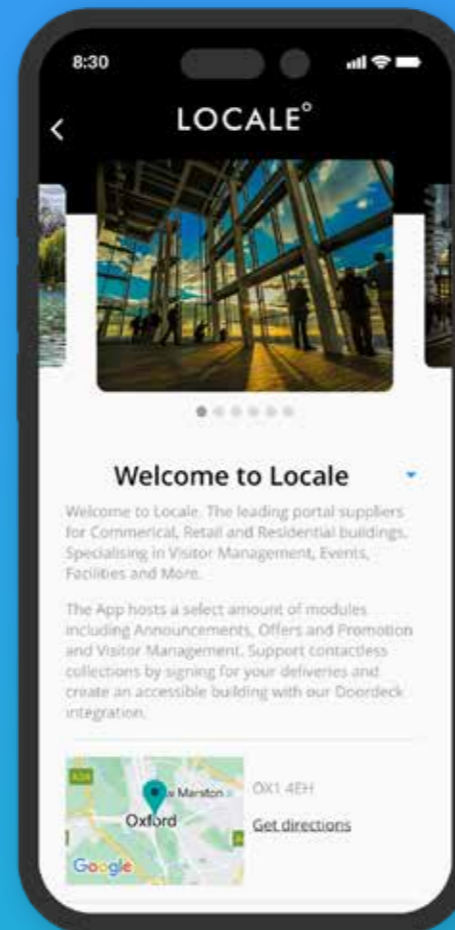 8:30
LOCALE°
Welcome to Locale
Welcome to Locale. The leading portal suppliers
for Commerical, Retail and Residential buildings.
Specialising in Visitor Management, Events,
Facilities and More.
The App hosts a select amount of modules
including Announcements, Offers and Promotion
and Visitor Management. Support contactless
collections by signing for your deliveries and
create an accessible building with our Doordeck
integration.
Marston
Oxford
Google
OX1 4EH
Get directions